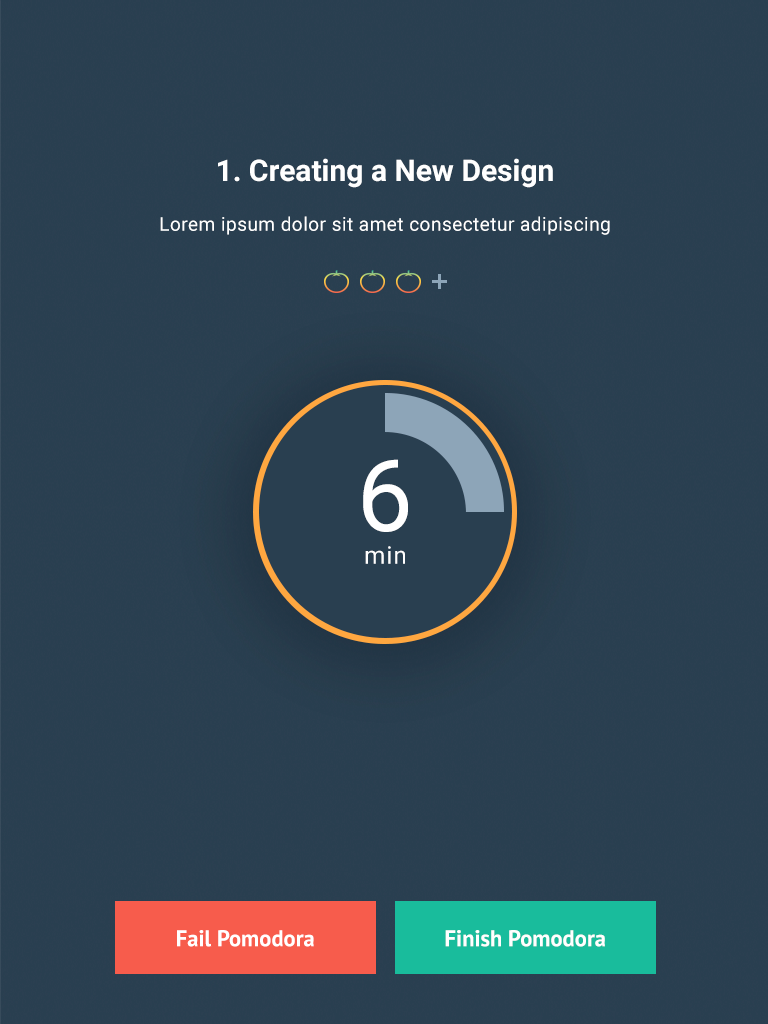 1. Creating a New Design
Lorem ipsum dolor sit amet consectetur adipiscing
6
min
Fail Pomodora
Finish Pomodora